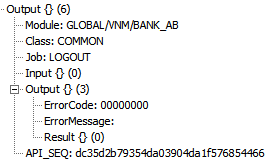 Output {} (6)
Module: GLOBAL/VNM/BANK_AB
Class: COMMON
Job: LOGOUT
Input {} (0)
Output {} (3)
ErrorCode: 00000000
ErrorMessage:
Result {} (0)
API_SEQ: dc35d2b79354da03904da1f576854466